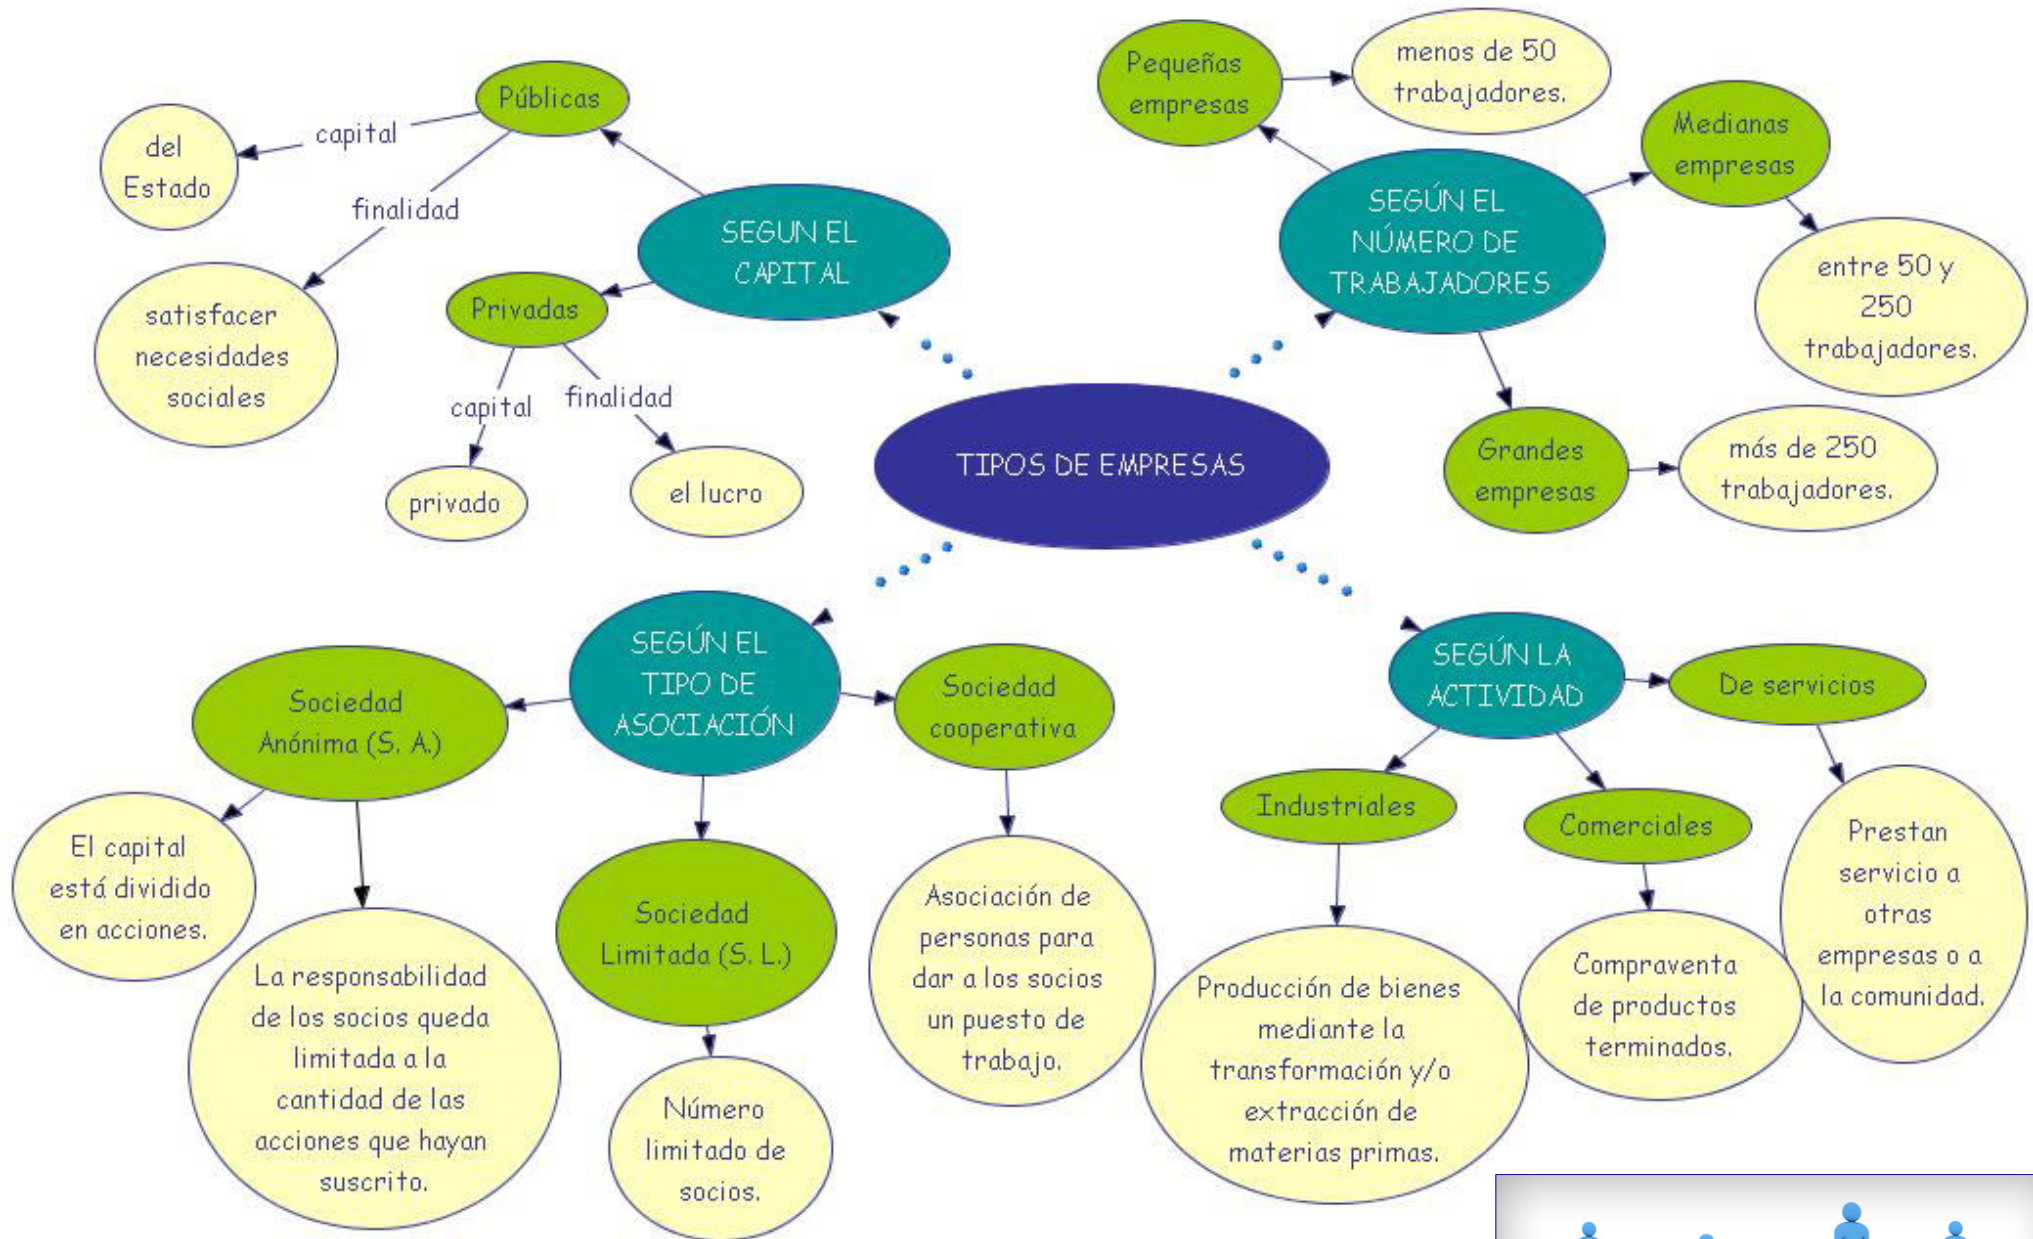 Públicas
capital
del
Estado
finalidad
satisfacer
necesidades
sociales
SEGUN EL
CAPITAL
Privadas
capital
finalidad
privado
el lucro
Pequeñas
empresas
menos de 50
trabajadores.
Medianas
empresas
SEGÚN EL
NÚMERO DE
TRABAJADORES
entre 50 y
250
trabajadores.
Grandes
empresas
más de 250
trabajadores.
TIPOS DE EMPRESAS
SEGÚN EL
TIPO DE
ASOCIACIÓN
Sociedad
Anónima (S. A.)
El capital
está dividido
en acciones.
La responsabilidad
de los socios queda
limitada a la
cantidad de las
acciones que hayan
suscrito.
Sociedad
Limitada (S. L.)
Número
limitado de
socios.
Sociedad
cooperativa
Asociación de
personas para
dar a los socios
un puesto de
trabajo.
SEGÚN LA
ACTIVIDAD
Industriales
Producción de bienes
mediante la
transformación y/o
extracción de
materias primas.
Comerciales
Compraventa
de productos
terminados.
De servicios
Prestan
servicio a
otras
empresas o a
la comunidad.